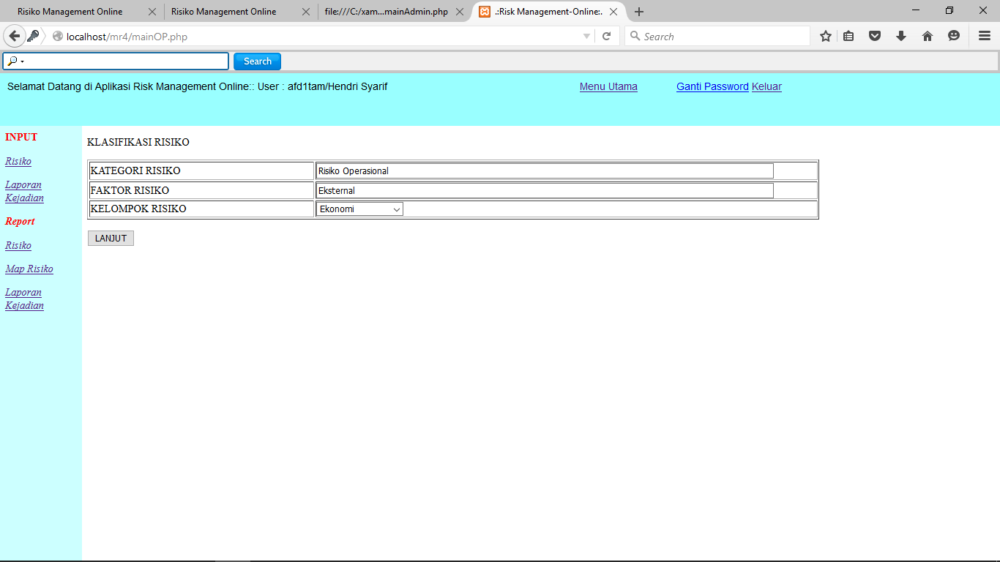 Risiko Management Online
Risiko Management Online
file:///C:/xam...mainAdmin.php
.:Risk Management-Online:.
localhost/mr4/mainOP.php
Search
Search
Selamat Datang di Aplikasi Risk Management Online:: User : afd1tam/Hendri Syarif
Menu Utama
Ganti Password Keluar
INPUT
Risiko
Laporan
Kejadian
Report
Risiko
Map Risiko
Laporan
Kejadian
KLASIFIKASI RISIKO
KATEGORI RISIKO
Risiko Operasional
FAKTOR RISIKO
Eksternal
KELOMPOK RISIKO
Ekonomi
LANJUT